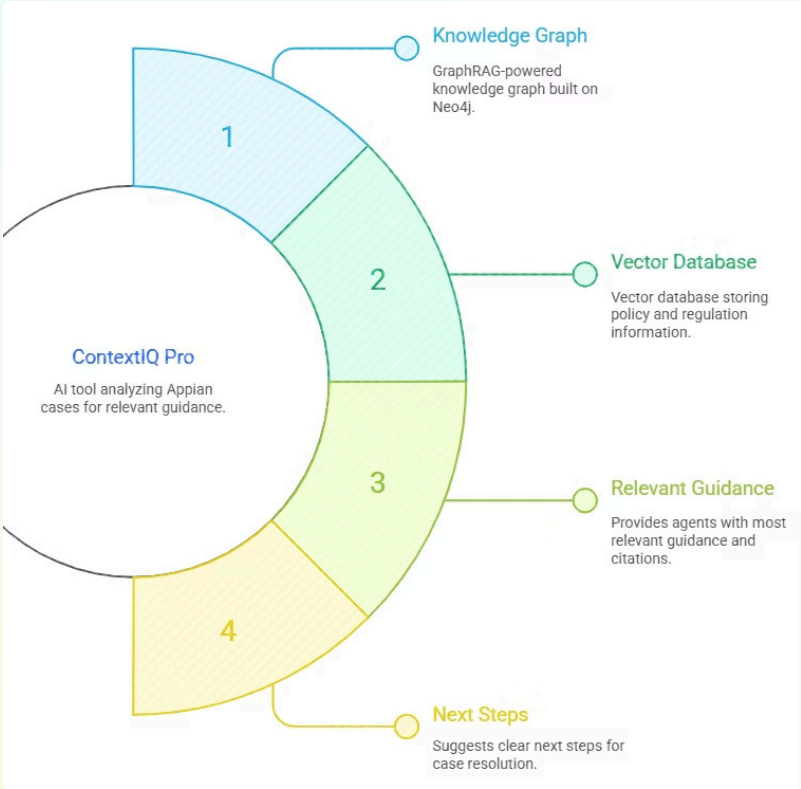 Knowledge Graph
GraphRAG-powered
knowledge graph built on
Neo4j.
1
Vector Database
Vector database storing
policy and regulation
information.
2
ContextIQ Pro
AI tool analyzing Appian
cases for relevant guidance.
3
Relevant Guidance
Provides agents with most
relevant guidance and
citations.
4
Next Steps
Suggests clear next steps for
case resolution.